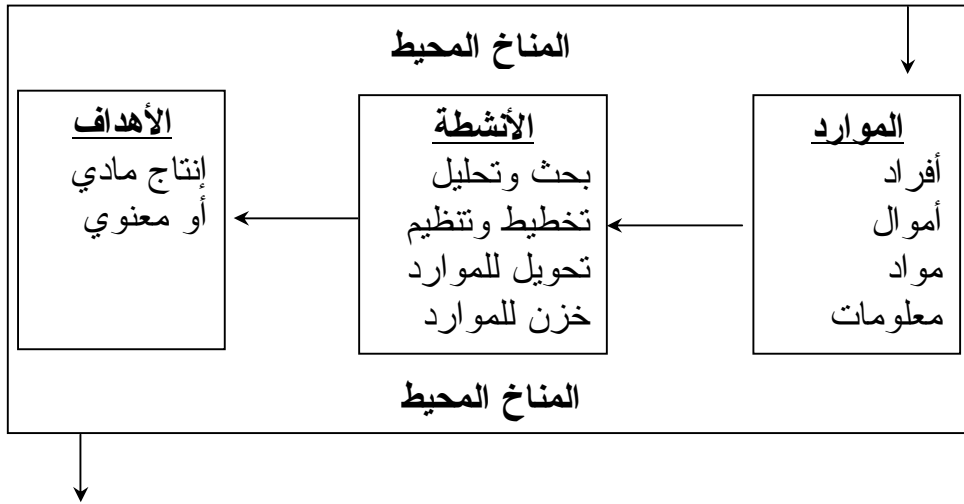 المناخ المحيط
الموارد
أفراد
أموال
مواد
معلومات
الأنشطة
بحث وتحليل
تخطيط وتنظيم
تحويل للموارد
خزن للموارد
الأهداف
إنتاج مادي
أو معنوي
المناخ المحيط